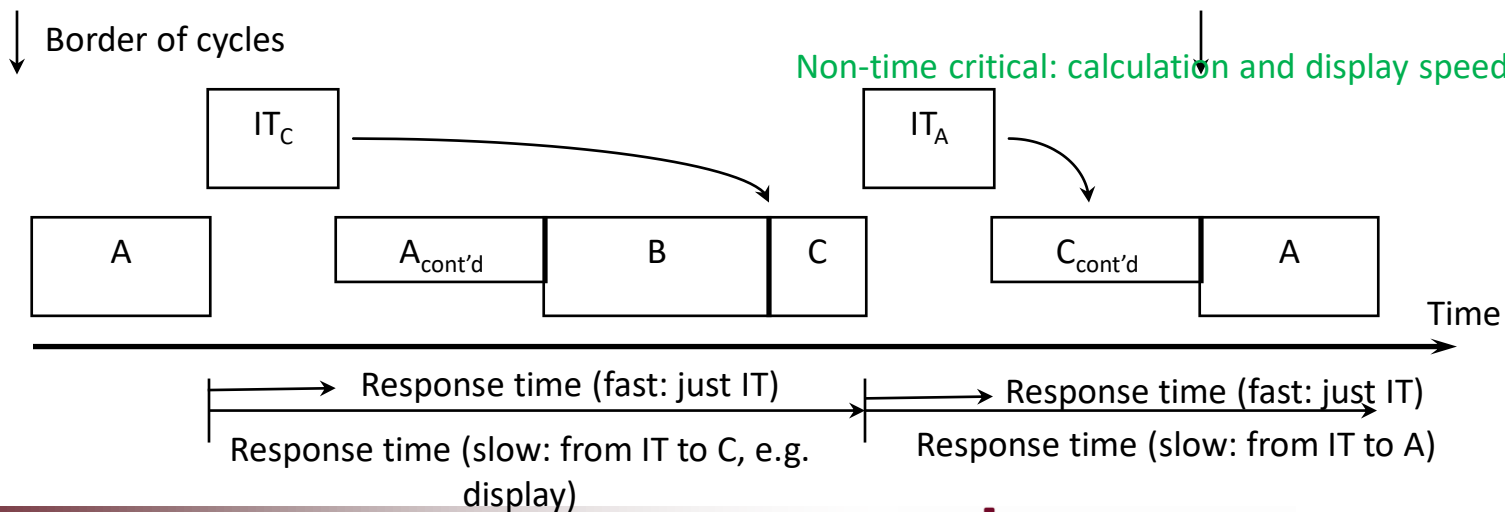 Border of cycles
Non-time critical: calculation and display speed
IT_C
IT_A
A
A_cont'd
B
C
C_cont'd
A
Time
Response time (fast: just IT)
Response time (fast: just IT)
Response time (slow: from IT to C, e.g.
display)
Response time (slow: from IT to A)